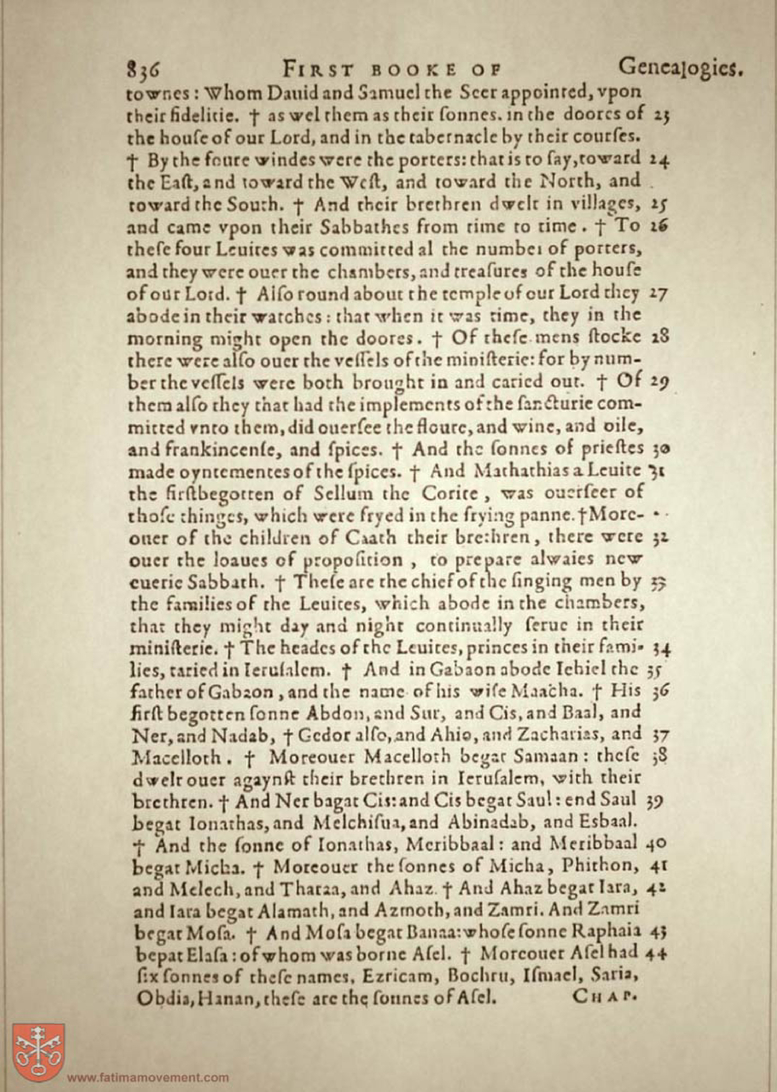 836 FIRST BOOKE OF Genealogies.
townes: Whom Dauid and Samuel the Seer appointed, vpon
their fidelitie. † as wel them as their sonnes. in the doores of 23
the houſe of our Lord, and in the tabernacle by their courſes.
† By the foure windes were the porters: that is to ſay, toward 24
the Eaſt, and toward the Weſt, and toward the North, and
toward the South. † And their brethren dwelt in villages, 25
and came vpon their Sabbathes from time to time. † To 26
theſe four Leuites was committed al the number of porters,
and they were ouer the chambers, and treaſures of the houſe
of our Lord. † Alſo round about the temple of our Lord they 27
abode in their watches: that when it was time, they in the
morning might open the doores. † Of theſe mens ſtocke 28
there were alſo ouer the veſſels of the miniſterie: for by num-
ber the veſſels were both brought in and caried out. † Of 29
them alſo they that had the implements of the ſanctuarie com-
mitted vnto them, did ouerſee the floure, and wine, and oile,
and frankincenſe, and ſpices. † And the ſonnes of prieſtes 30
made oyntementes of the ſpices. † And Mathathias a Leuite 31
the firſtbegotten of Sellum the Corite, was ouerſeer of
thoſe thinges, which were fryed in the frying panne. † More-
ouer of the children of Caath their brethren, there were 32
ouer the loaues of propoſition, to prepare alwaies new
euerie Sabbath. † Theſe are the chief of the ſinging men by 33
the families of the Leuites, which abode in the chambers,
that they might day and night continually ſerue in their
miniſterie. † The heades of the Leuites, princes in their fami- 34
lies, taried in Ieruſalem. † And in Gabaon abode Iehiel the 35
father of Gabaon, and the name of his wife Maacha. † His 36
firſt begotten ſonne Abdon, and Sur, and Cis, and Baal, and
Ner, and Nadab, † Gedor alſo, and Ahio, and Zacharias, and 37
Macelloth. † Moreouer Macelloth begat Samaan: theſe 38
dwelt ouer agaynſt their brethren in Ieruſalem, with their
brethren. † And Ner bagat Cis: and Cis begat Saul: end Saul 39
begat Ionathas, and Melchiſua, and Abinadab, and Esbaal.
† And the ſonne of Ionathas, Meribbaal: and Meribbaal 40
begat Micha. † Moreouer the ſonnes of Micha, Phithon, 41
and Melech, and Tharaa, and Ahaz. † And Ahaz begat Iara, 42
and Iara begat Alamath, and Azmoth, and Zamri. And Zamri
begat Moſa. † And Moſa begat Banaa: whoſe ſonne Raphaia 43
bepat Elaſa: of whom was borne Aſel. † Moreouer Aſel had 44
ſix ſonnes of theſe names, Ezricam, Bochru, Iſmael, Saria,
Obdia, Hanan, theſe are the ſonnes of Aſel. CHAP.
www.fatimamovement.com